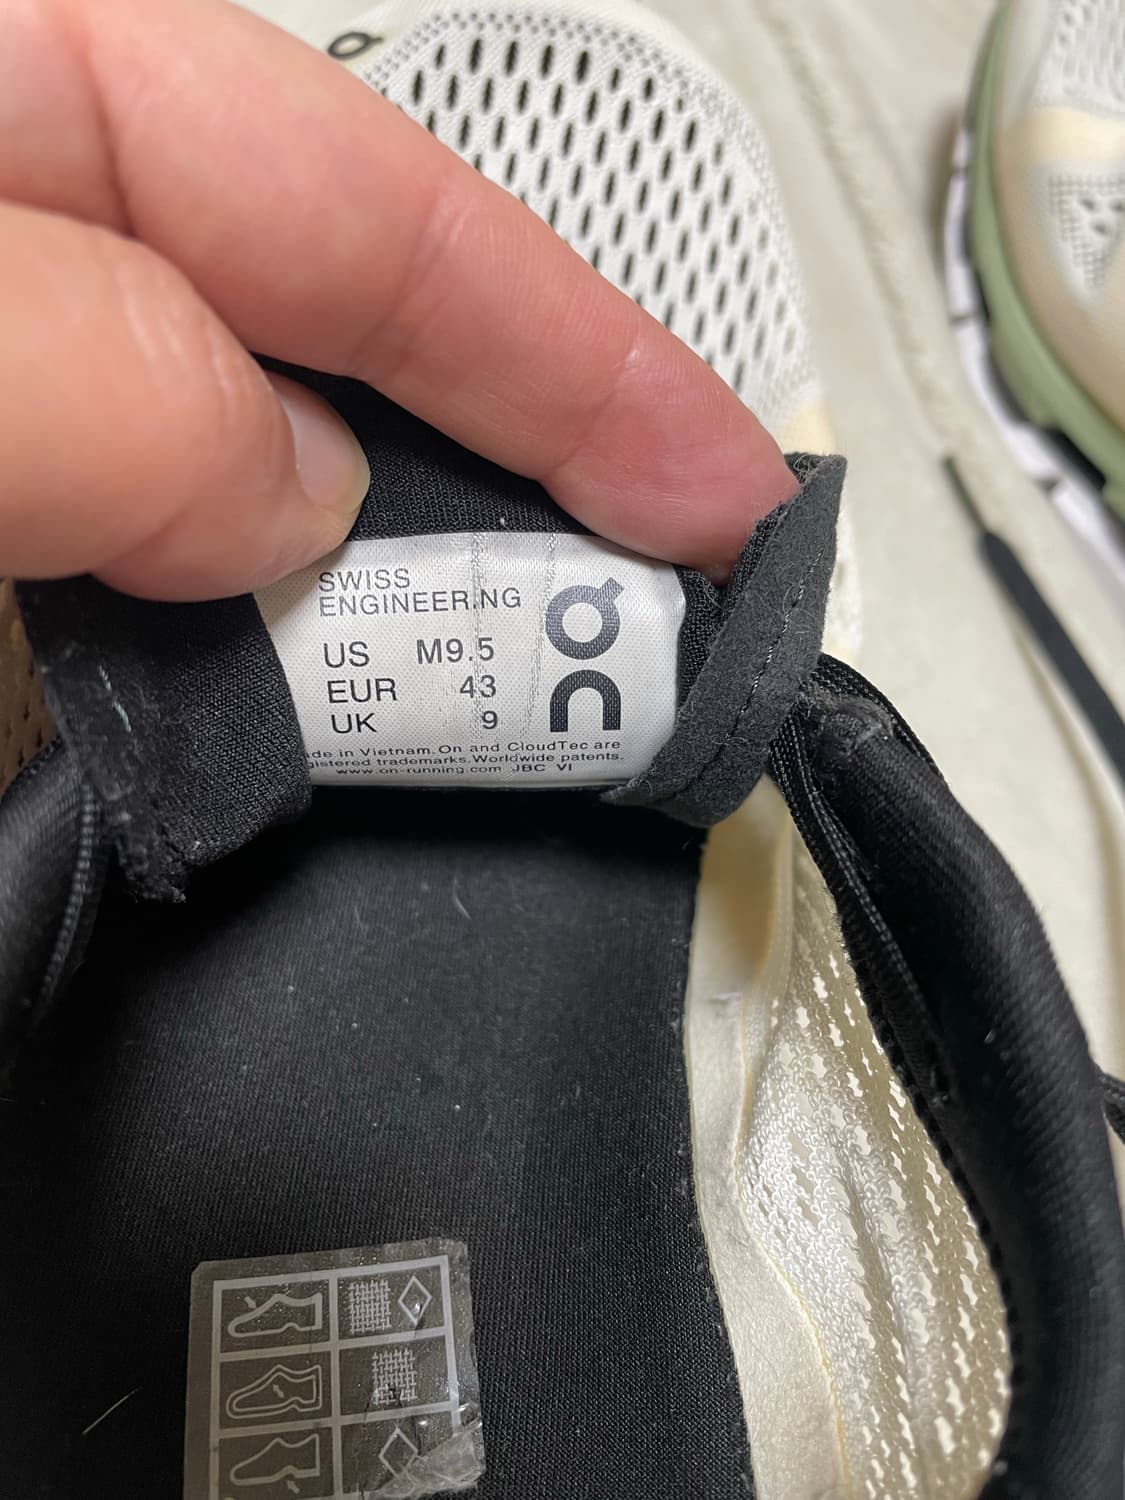 SWISS
ENGINEERING
US M9.5
EUR 43
UK 9
On
de in Vietnam. On and CloudTec are
gistered trademarks. Worldwide patents.
www.on-running.com JBC VI